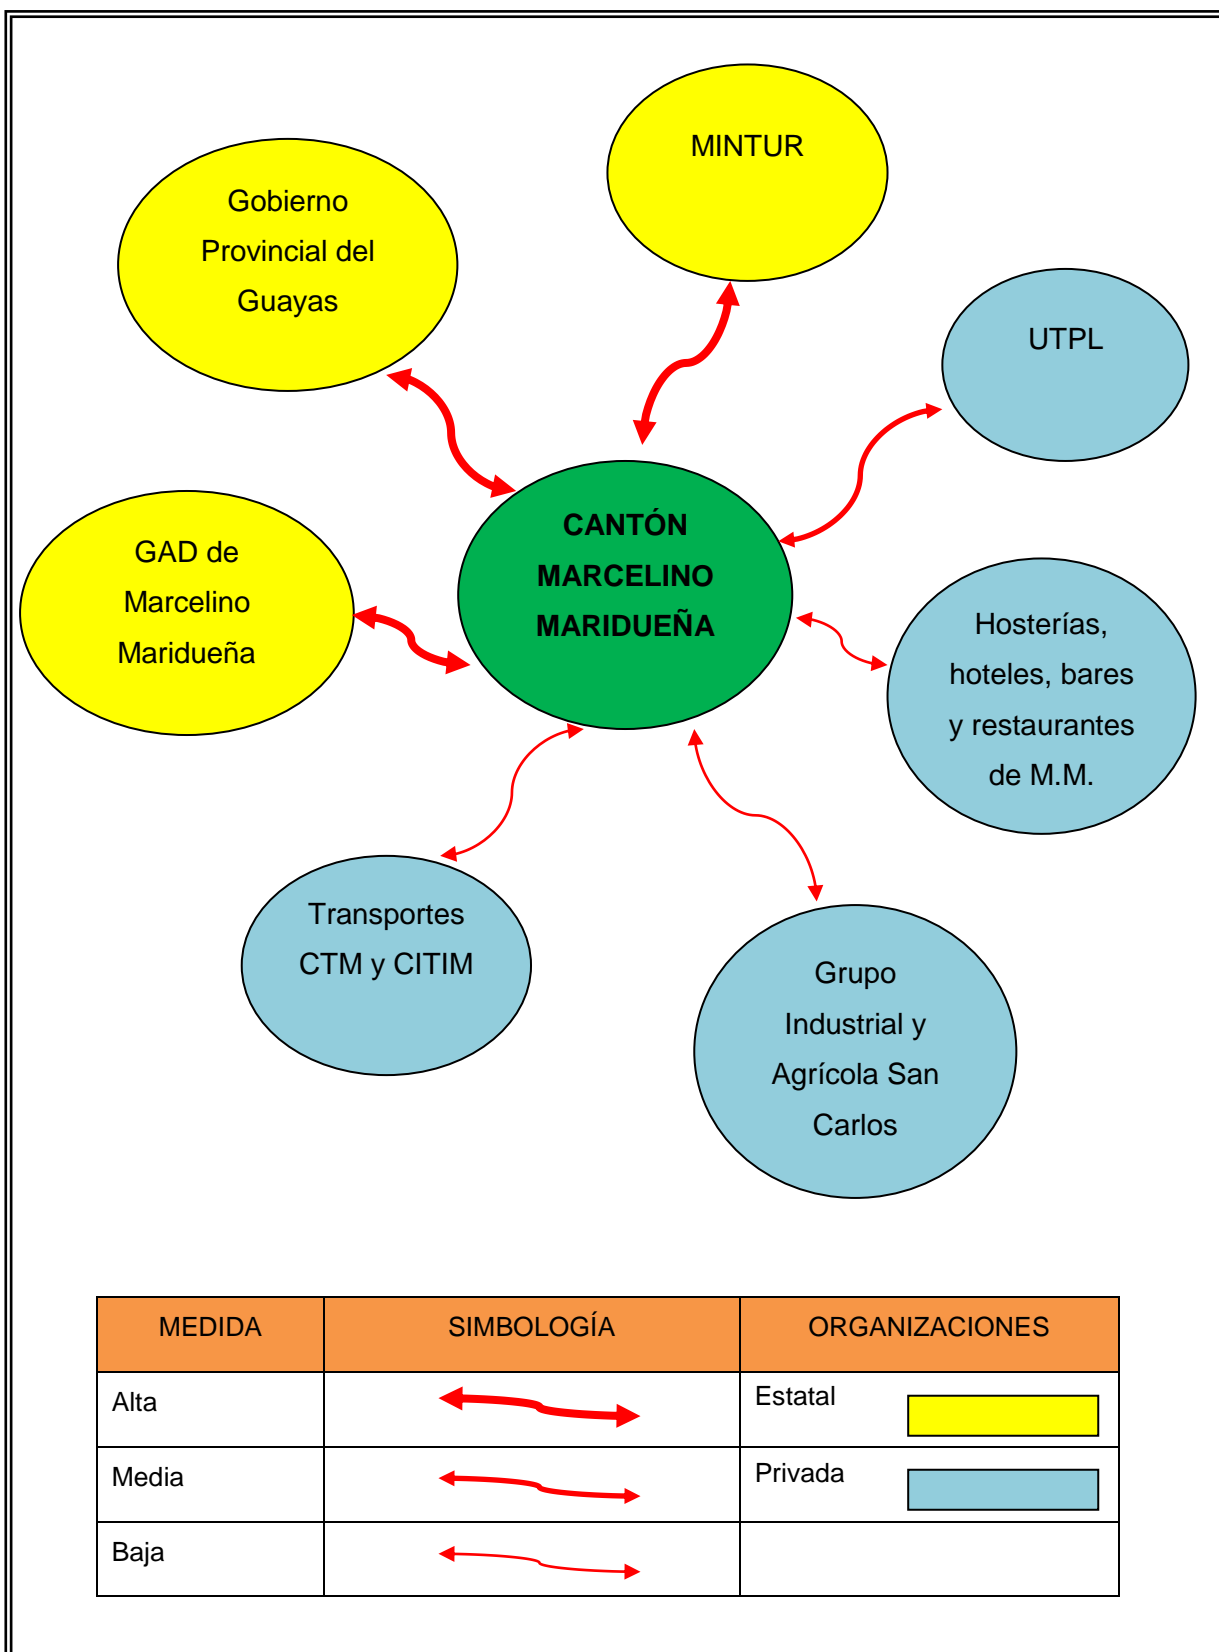 MINTUR
Gobierno
Provincial del
Guayas
UTPL
CANTÓN
MARCELINO
MARIDUEÑA
GAD de
Marcelino
Maridueña
Hosterías,
hoteles, bares
y restaurantes
de M.M.
Transportes
CTM y CITIM
Grupo
Industrial y
Agrícola San
Carlos
MEDIDA SIMBOLOGÍA ORGANIZACIONES
Alta Estatal
Media Privada
Baja